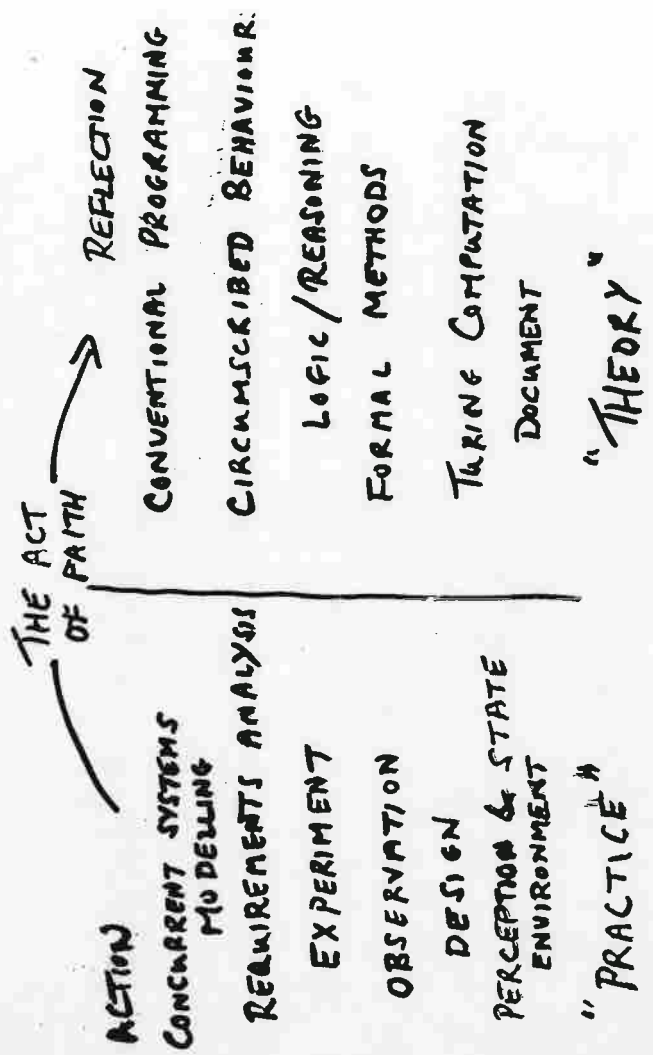 THE ACT
OF FAITH
ACTION
CONCURRENT SYSTEMS
MODELLING
REQUIREMENTS ANALYSIS
EXPERIMENT
OBSERVATION
DESIGN
PERCEPTION & STATE
ENVIRONMENT
"PRACTICE"
REFLECTION
CONVENTIONAL PROGRAMMING
CIRCUMSCRIBED BEHAVIOUR
LOGIC/REASONING
FORMAL METHODS
TURING COMPUTATION
DOCUMENT
"THEORY"